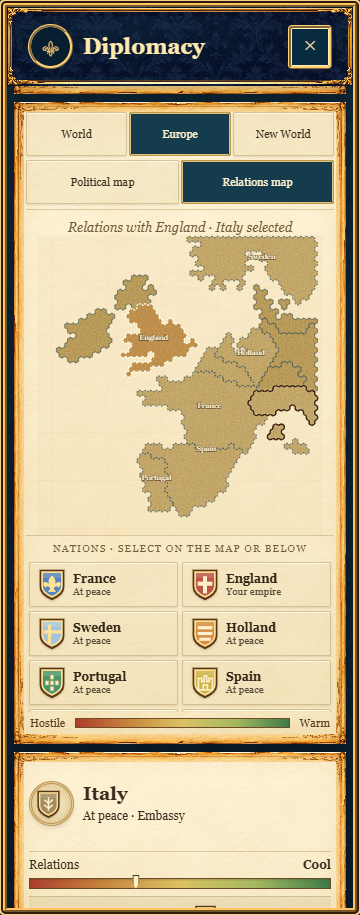 Diplomacy
×
World
Europe
New World
Political map
Relations map
Relations with England · Italy selected
Sweden
England
Holland
France
Spain
Portugal
NATIONS · SELECT ON THE MAP OR BELOW
France
At peace
England
Your empire
Sweden
At peace
Holland
At peace
Portugal
At peace
Spain
At peace
Hostile
Warm
Italy
At peace · Embassy
Relations
Cool